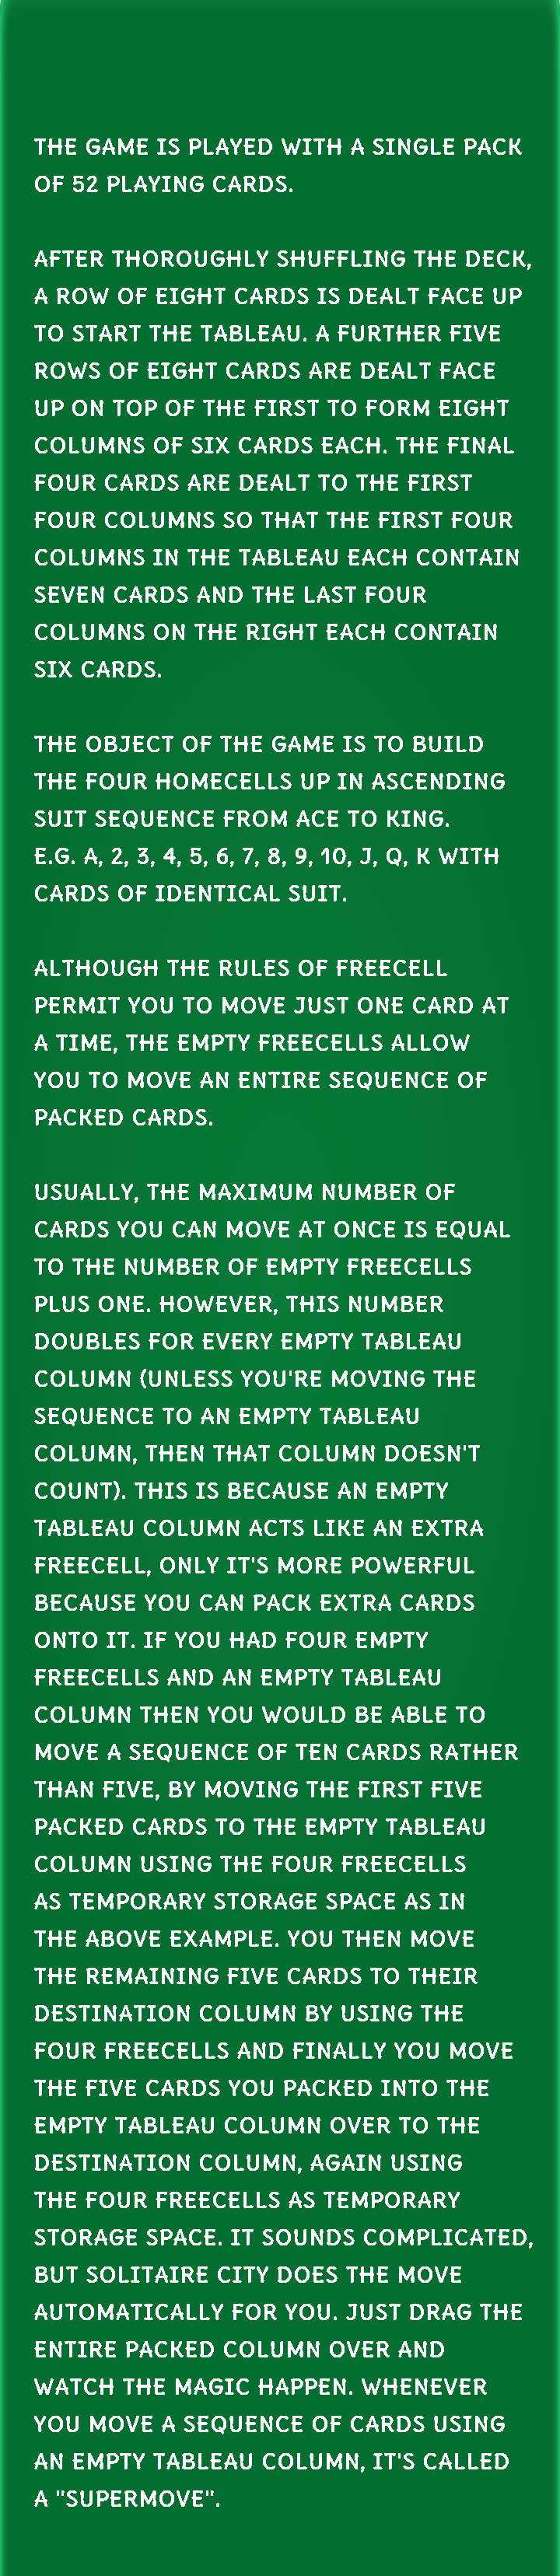 THE GAME IS PLAYED WITH A SINGLE PACK
OF 52 PLAYING CARDS.
AFTER THOROUGHLY SHUFFLING THE DECK,
A ROW OF EIGHT CARDS IS DEALT FACE UP
TO START THE TABLEAU. A FURTHER FIVE
ROWS OF EIGHT CARDS ARE DEALT FACE
UP ON TOP OF THE FIRST TO FORM EIGHT
COLUMNS OF SIX CARDS EACH. THE FINAL
FOUR CARDS ARE DEALT TO THE FIRST
FOUR COLUMNS SO THAT THE FIRST FOUR
COLUMNS IN THE TABLEAU EACH CONTAIN
SEVEN CARDS AND THE LAST FOUR
COLUMNS ON THE RIGHT EACH CONTAIN
SIX CARDS.
THE OBJECT OF THE GAME IS TO BUILD
THE FOUR HOMECELLS UP IN ASCENDING
SUIT SEQUENCE FROM ACE TO KING.
E.G. A, 2, 3, 4, 5, 6, 7, 8, 9, 10, J, Q, K WITH
CARDS OF IDENTICAL SUIT.
ALTHOUGH THE RULES OF FREECELL
PERMIT YOU TO MOVE JUST ONE CARD AT
A TIME, THE EMPTY FREECELLS ALLOW
YOU TO MOVE AN ENTIRE SEQUENCE OF
PACKED CARDS.
USUALLY, THE MAXIMUM NUMBER OF
CARDS YOU CAN MOVE AT ONCE IS EQUAL
TO THE NUMBER OF EMPTY FREECELLS
PLUS ONE. HOWEVER, THIS NUMBER
DOUBLES FOR EVERY EMPTY TABLEAU
COLUMN (UNLESS YOU'RE MOVING THE
SEQUENCE TO AN EMPTY TABLEAU
COLUMN, THEN THAT COLUMN DOESN'T
COUNT). THIS IS BECAUSE AN EMPTY
TABLEAU COLUMN ACTS LIKE AN EXTRA
FREECELL, ONLY IT'S MORE POWERFUL
BECAUSE YOU CAN PACK EXTRA CARDS
ONTO IT. IF YOU HAD FOUR EMPTY
FREECELLS AND AN EMPTY TABLEAU
COLUMN THEN YOU WOULD BE ABLE TO
MOVE A SEQUENCE OF TEN CARDS RATHER
THAN FIVE, BY MOVING THE FIRST FIVE
PACKED CARDS TO THE EMPTY TABLEAU
COLUMN USING THE FOUR FREECELLS
AS TEMPORARY STORAGE SPACE AS IN
THE ABOVE EXAMPLE. YOU THEN MOVE
THE REMAINING FIVE CARDS TO THEIR
DESTINATION COLUMN BY USING THE
FOUR FREECELLS AND FINALLY YOU MOVE
THE FIVE CARDS YOU PACKED INTO THE
EMPTY TABLEAU COLUMN OVER TO THE
DESTINATION COLUMN, AGAIN USING
THE FOUR FREECELLS AS TEMPORARY
STORAGE SPACE. IT SOUNDS COMPLICATED,
BUT SOLITAIRE CITY DOES THE MOVE
AUTOMATICALLY FOR YOU. JUST DRAG THE
ENTIRE PACKED COLUMN OVER AND
WATCH THE MAGIC HAPPEN. WHENEVER
YOU MOVE A SEQUENCE OF CARDS USING
AN EMPTY TABLEAU COLUMN, IT'S CALLED
A "SUPERMOVE".